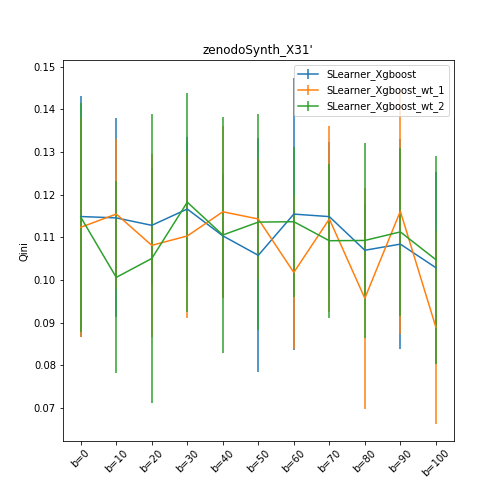 zenodoSynth_X31'
SLearner_Xgboost
SLearner_Xgboost_wt_1
SLearner_Xgboost_wt_2
Qini
0.15
0.14
0.13
0.12
0.11
0.10
0.09
0.08
0.07
b=0
b=10
b=20
b=30
b=40
b=50
b=60
b=70
b=80
b=90
b=100